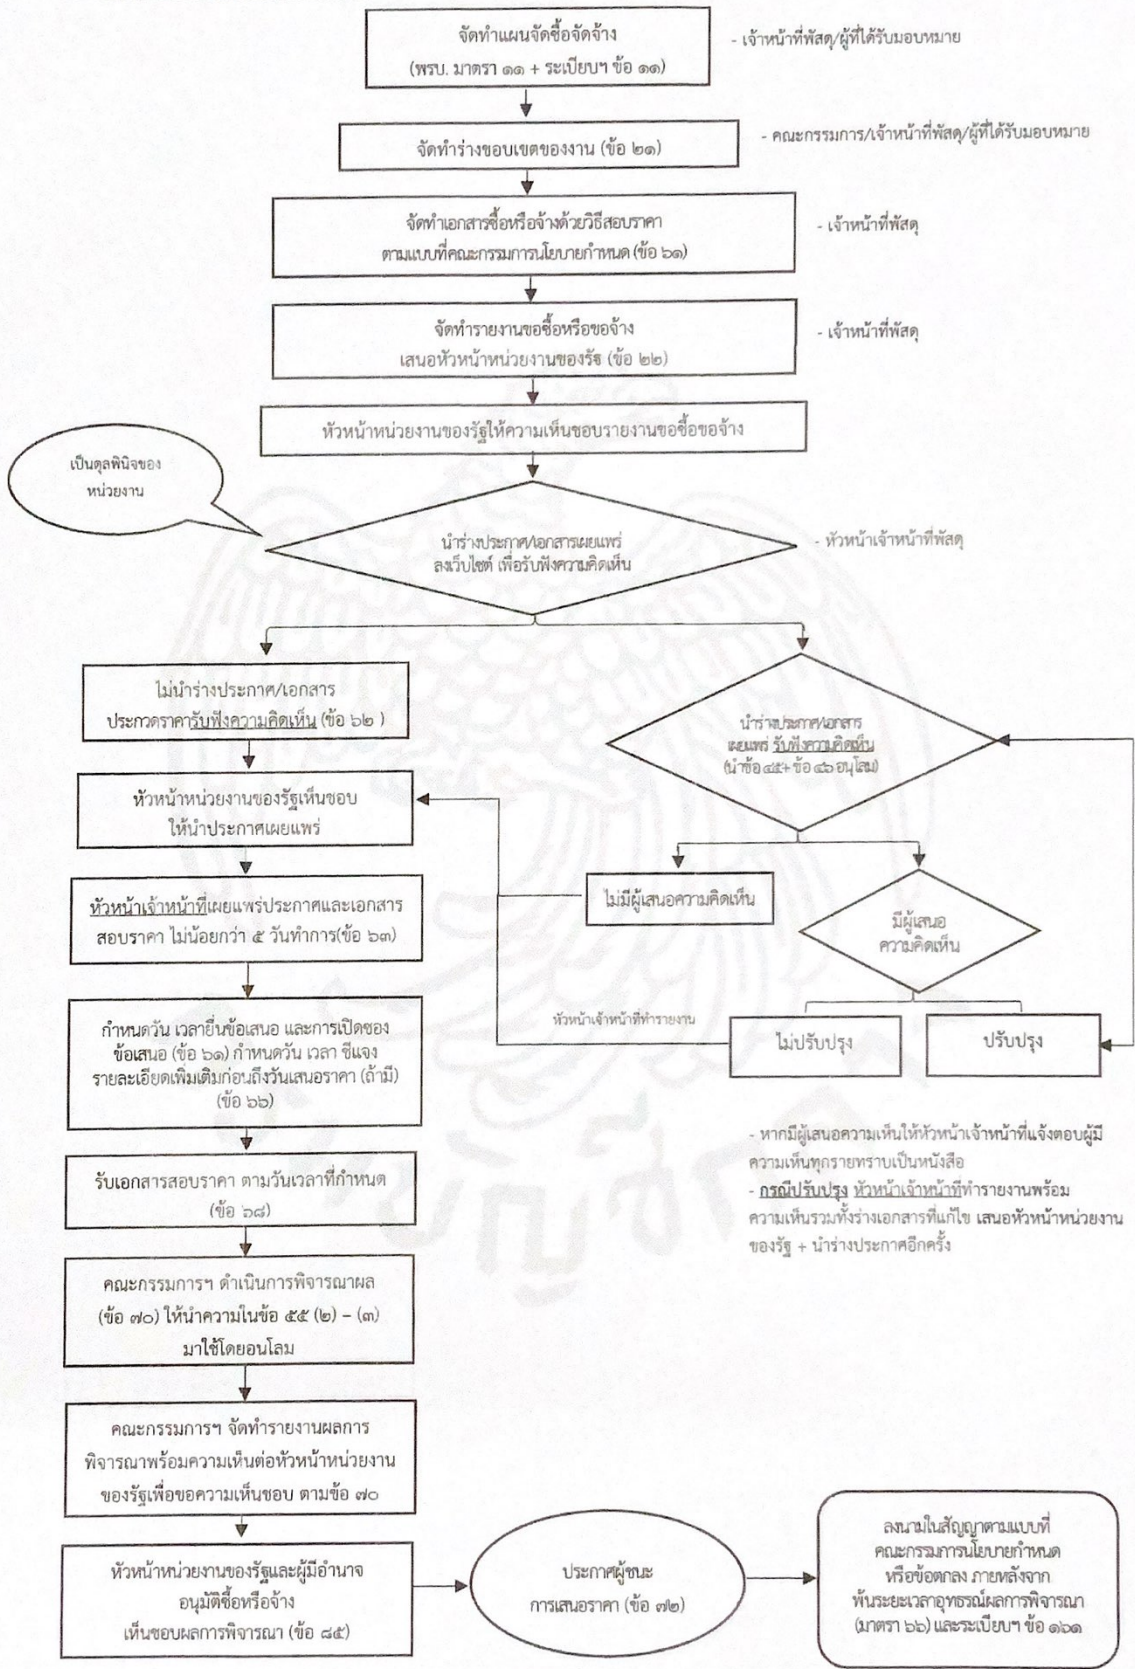 จัดทำแผนจัดซื้อจัดจ้าง
(พรบ. มาตรา ๑๑ + ระเบียบฯ ข้อ ๑๑)
- เจ้าหน้าที่พัสดุ/ผู้ที่ได้รับมอบหมาย
จัดทำร่างขอบเขตของงาน (ข้อ ๒๑)
- คณะกรรมการ/เจ้าหน้าที่พัสดุ/ผู้ที่ได้รับมอบหมาย
จัดทำเอกสารซื้อหรือจ้างด้วยวิธีสอบราคา
ตามแบบที่คณะกรรมการนโยบายกำหนด (ข้อ ๖๑)
- เจ้าหน้าที่พัสดุ
จัดทำรายงานขอซื้อหรือขอจ้าง
เสนอหัวหน้าหน่วยงานของรัฐ (ข้อ ๒๒)
- เจ้าหน้าที่พัสดุ
หัวหน้าหน่วยงานของรัฐให้ความเห็นชอบรายงานขอซื้อขอจ้าง
เป็นดุลพินิจของ
หน่วยงาน
นำร่างประกาศ/เอกสารเผยแพร่
ลงเว็บไซต์ เพื่อรับฟังความคิดเห็น
- หัวหน้าเจ้าหน้าที่พัสดุ
ไม่นำร่างประกาศ/เอกสาร
ประกวดราคารับฟังความคิดเห็น (ข้อ ๖๒ )
นำร่างประกาศ/เอกสาร
เผยแพร่ รับฟังความคิดเห็น
(นำข้อ ๔๕+ ข้อ ๔๖ อนุโลม)
หัวหน้าหน่วยงานของรัฐเห็นชอบ
ให้นำประกาศเผยแพร่
ไม่มีผู้เสนอความคิดเห็น
มีผู้เสนอ
ความคิดเห็น
หัวหน้าเจ้าหน้าที่เผยแพร่ประกาศและเอกสาร
สอบราคา ไม่น้อยกว่า ๕ วันทำการ(ข้อ ๖๓)
หัวหน้าเจ้าหน้าที่ทำรายงาน
ไม่ปรับปรุง
ปรับปรุง
กำหนดวัน เวลายื่นข้อเสนอ และการเปิดซอง
ข้อเสนอ (ข้อ ๖๑) กำหนดวัน เวลา ชี้แจง
รายละเอียดเพิ่มเติมก่อนถึงวันเสนอราคา (ถ้ามี)
(ข้อ ๖๖)
- หากมีผู้เสนอความเห็นให้หัวหน้าเจ้าหน้าที่แจ้งตอบผู้มี
ความเห็นทุกรายทราบเป็นหนังสือ
- กรณีปรับปรุง หัวหน้าเจ้าหน้าที่ทำรายงานพร้อม
ความเห็นรวมทั้งร่างเอกสารที่แก้ไข เสนอหัวหน้าหน่วยงาน
ของรัฐ + นำร่างประกาศอีกครั้ง
รับเอกสารสอบราคา ตามวันเวลาที่กำหนด
(ข้อ ๖๘)
คณะกรรมการฯ ดำเนินการพิจารณาผล
(ข้อ ๗๐) ให้นำความในข้อ ๕๕ (๒) – (๓)
มาใช้โดยอนโลม
คณะกรรมการฯ จัดทำรายงานผลการ
พิจารณาพร้อมความเห็นต่อหัวหน้าหน่วยงาน
ของรัฐเพื่อขอความเห็นชอบ ตามข้อ ๗๐
หัวหน้าหน่วยงานของรัฐและผู้มีอำนาจ
อนุมัติซื้อหรือจ้าง
เห็นชอบผลการพิจารณา (ข้อ ๘๕)
ประกาศผู้ชนะ
การเสนอราคา (ข้อ ๗๒)
ลงนามในสัญญาตามแบบที่
คณะกรรมการนโยบายกำหนด
หรือข้อตกลง ภายหลังจาก
พ้นระยะเวลาอุทธรณ์ผลการพิจารณา
(มาตรา ๖๖) และระเบียบฯ ข้อ ๑๖๑